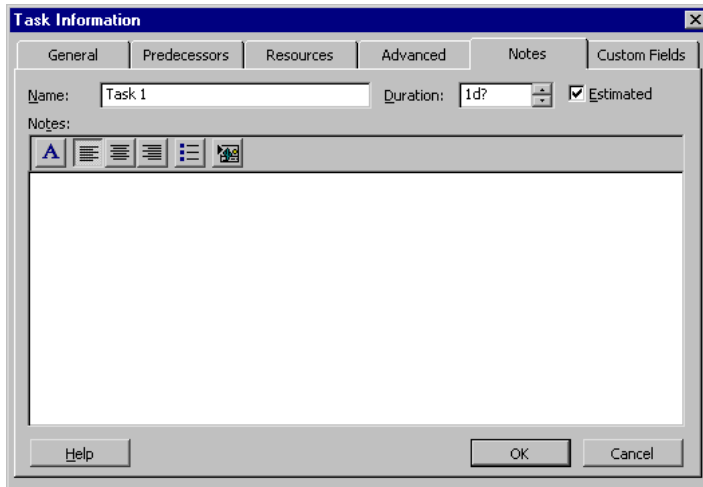 Task Information
General Predecessors Resources Advanced Notes Custom Fields
Name: Task 1 Duration: 1d? Estimated
Notes:
A
Help OK Cancel